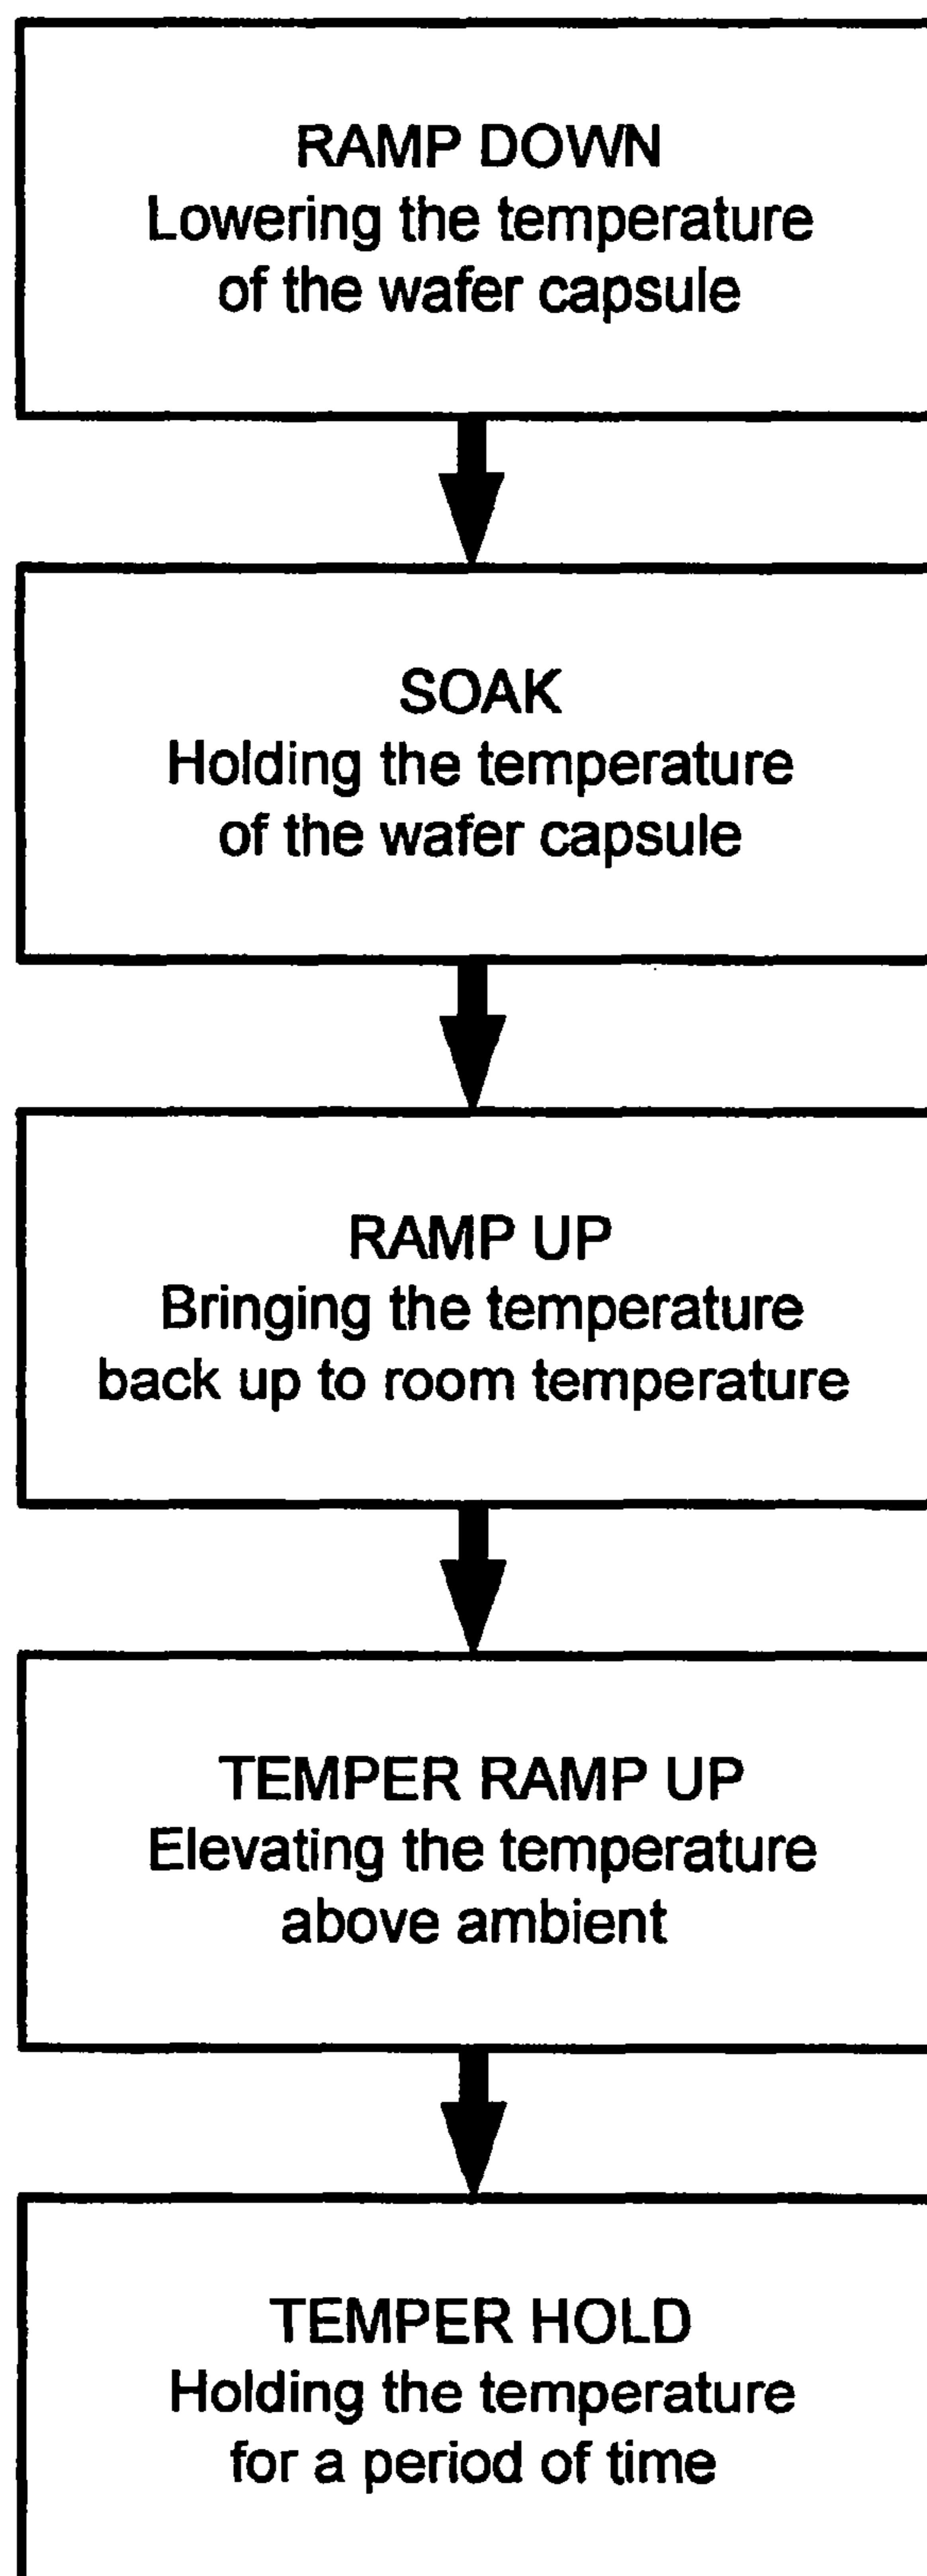 RAMP DOWN
Lowering the temperature
of the wafer capsule
SOAK
Holding the temperature
of the wafer capsule
RAMP UP
Bringing the temperature
back up to room temperature
TEMPER RAMP UP
Elevating the temperature
above ambient
TEMPER HOLD
Holding the temperature
for a period of time